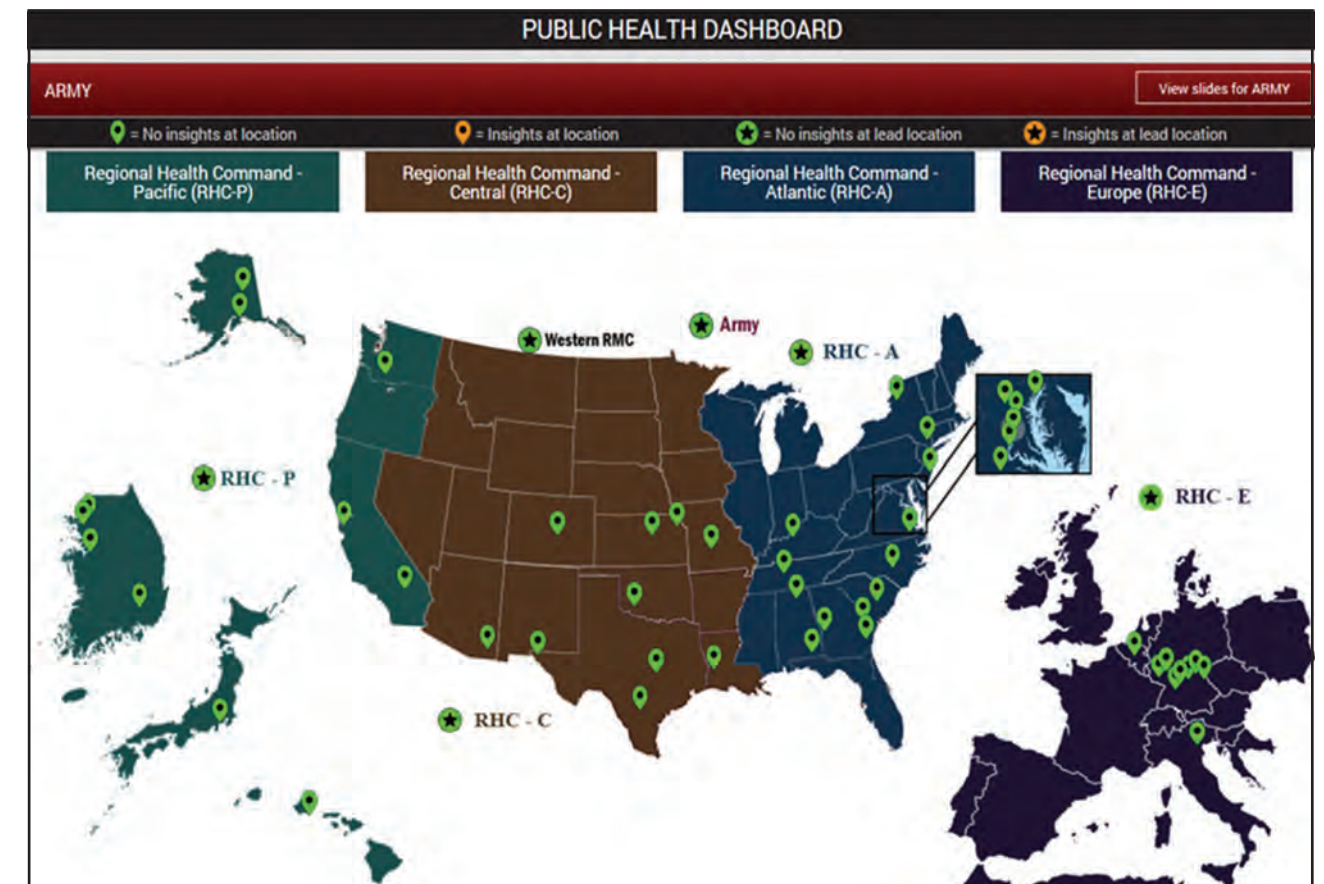 PUBLIC HEALTH DASHBOARD
ARMY
View slides for ARMY
= No insights at location
= Insights at location
= No insights at lead location
= Insights at lead location
Regional Health Command -
Pacific (RHC-P)
Regional Health Command -
Central (RHC-C)
Regional Health Command -
Atlantic (RHC-A)
Regional Health Command -
Europe (RHC-E)
Western RMC
Army
RHC - A
RHC - P
RHC - E
RHC - C